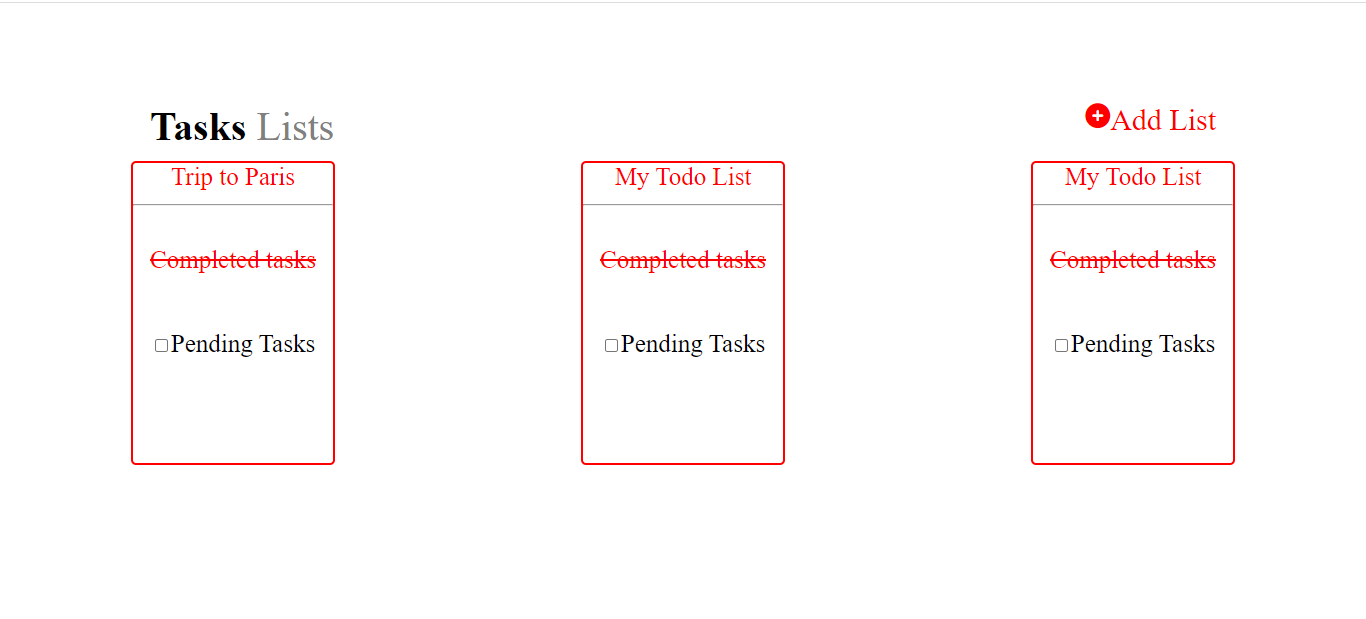 Tasks Lists
Add List
Trip to Paris
My Todo List
My Todo List
Completed tasks
Completed tasks
Completed tasks
Pending Tasks
Pending Tasks
Pending Tasks